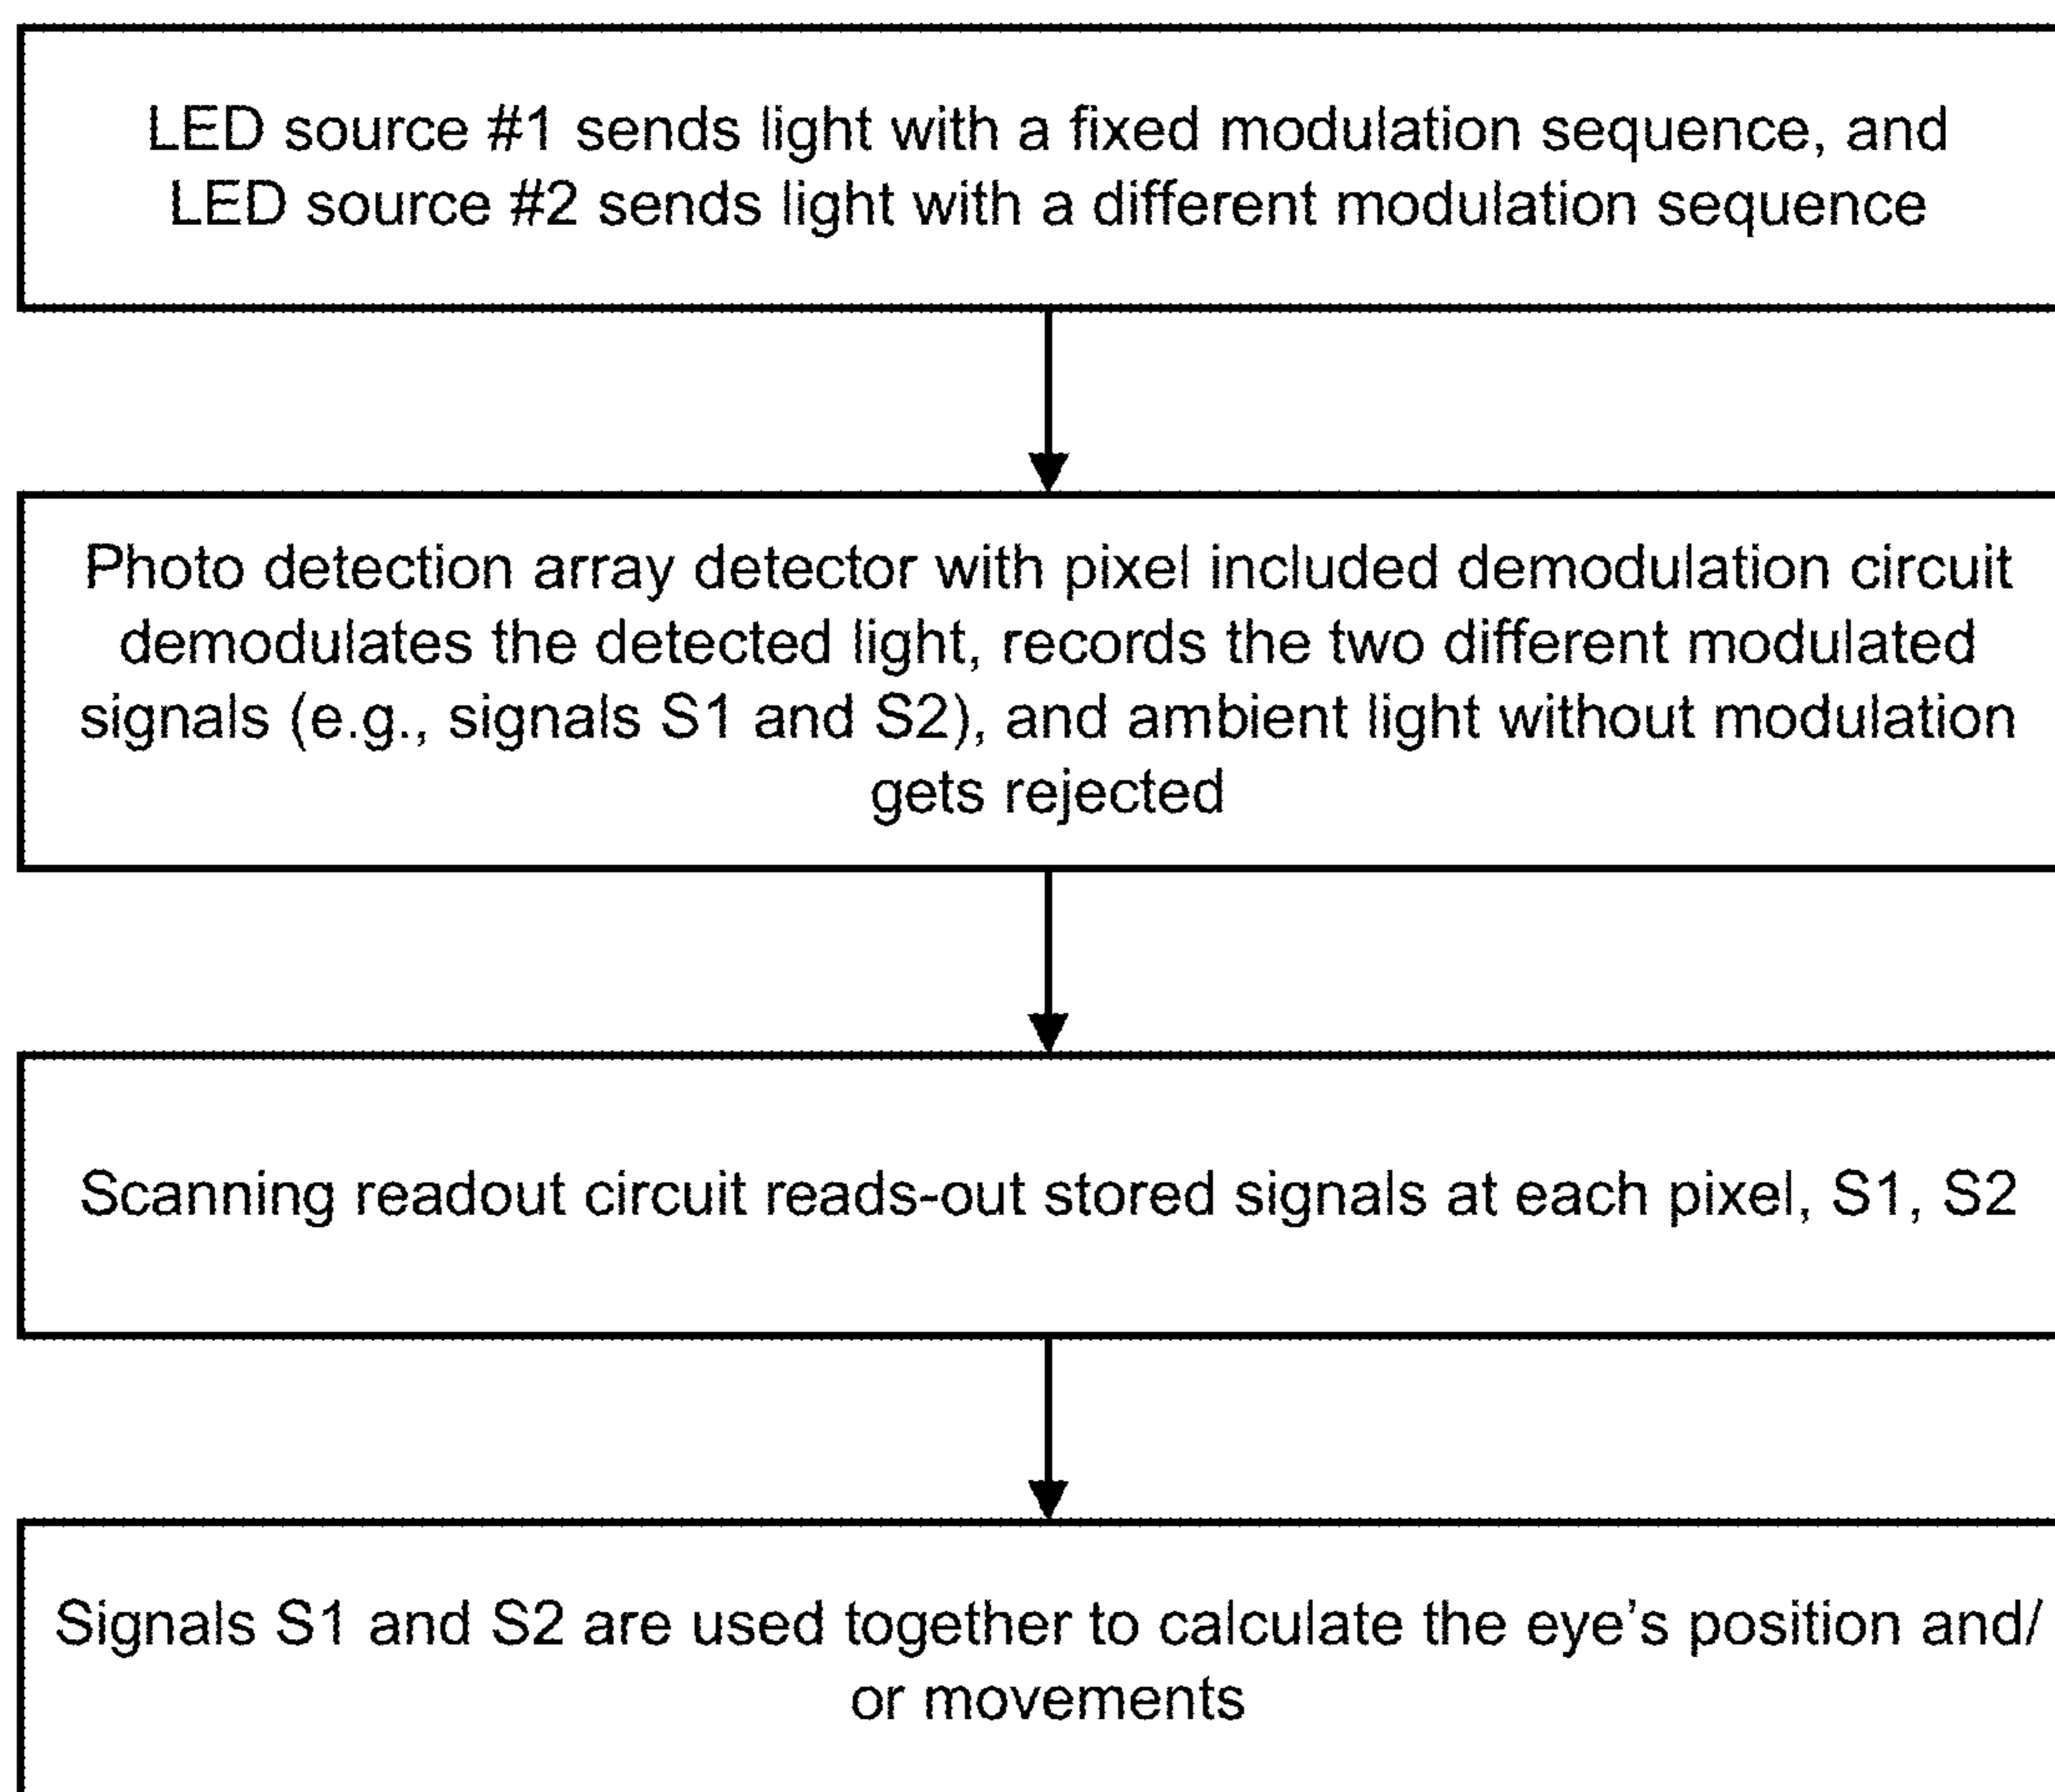 LED source #1 sends light with a fixed modulation sequence, and
LED source #2 sends light with a different modulation sequence
Photo detection array detector with pixel included demodulation circuit
demodulates the detected light, records the two different modulated
signals (e.g., signals S1 and S2), and ambient light without modulation
gets rejected
Scanning readout circuit reads-out stored signals at each pixel, S1, S2
Signals S1 and S2 are used together to calculate the eye’s position and/
or movements